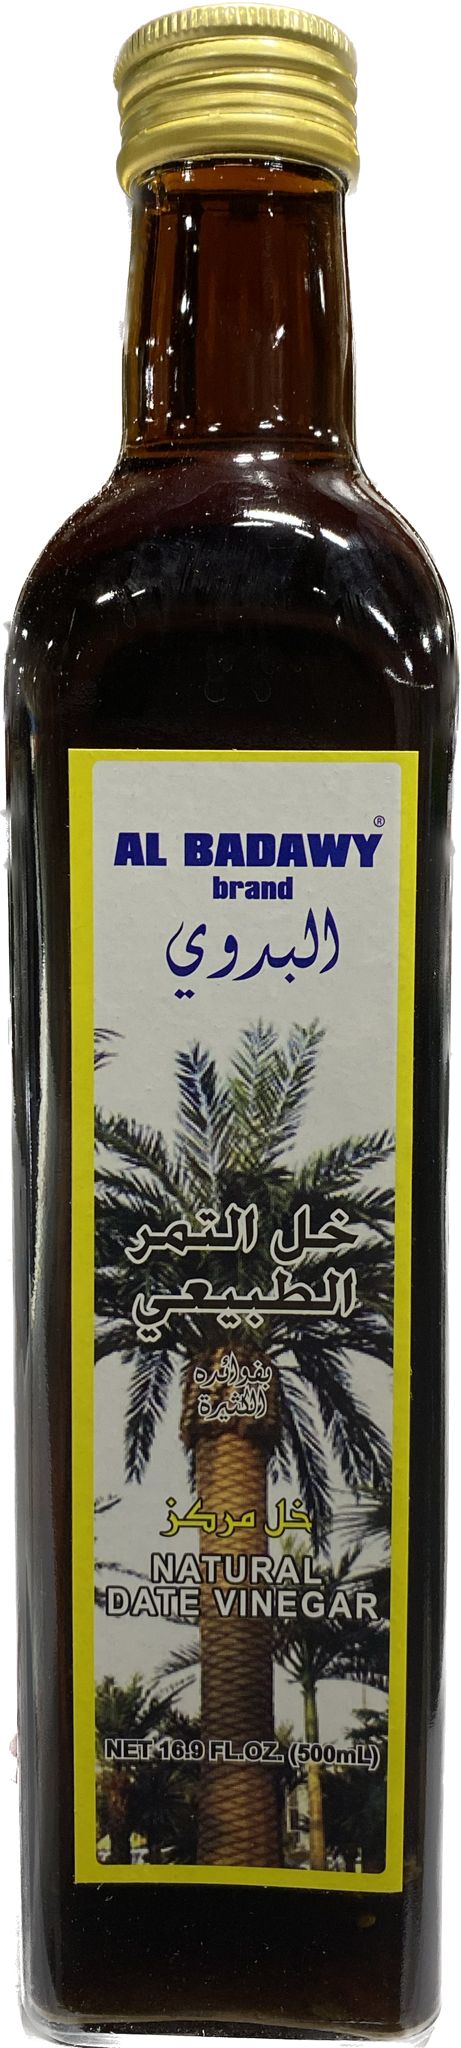 AL BADAWY®
brand
البدوي
خل التمر
الطبيعي
بفوائده
الكثيرة
خل مركز
NATURAL
DATE VINEGAR
NET 16.9 FL.OZ. (500mL)